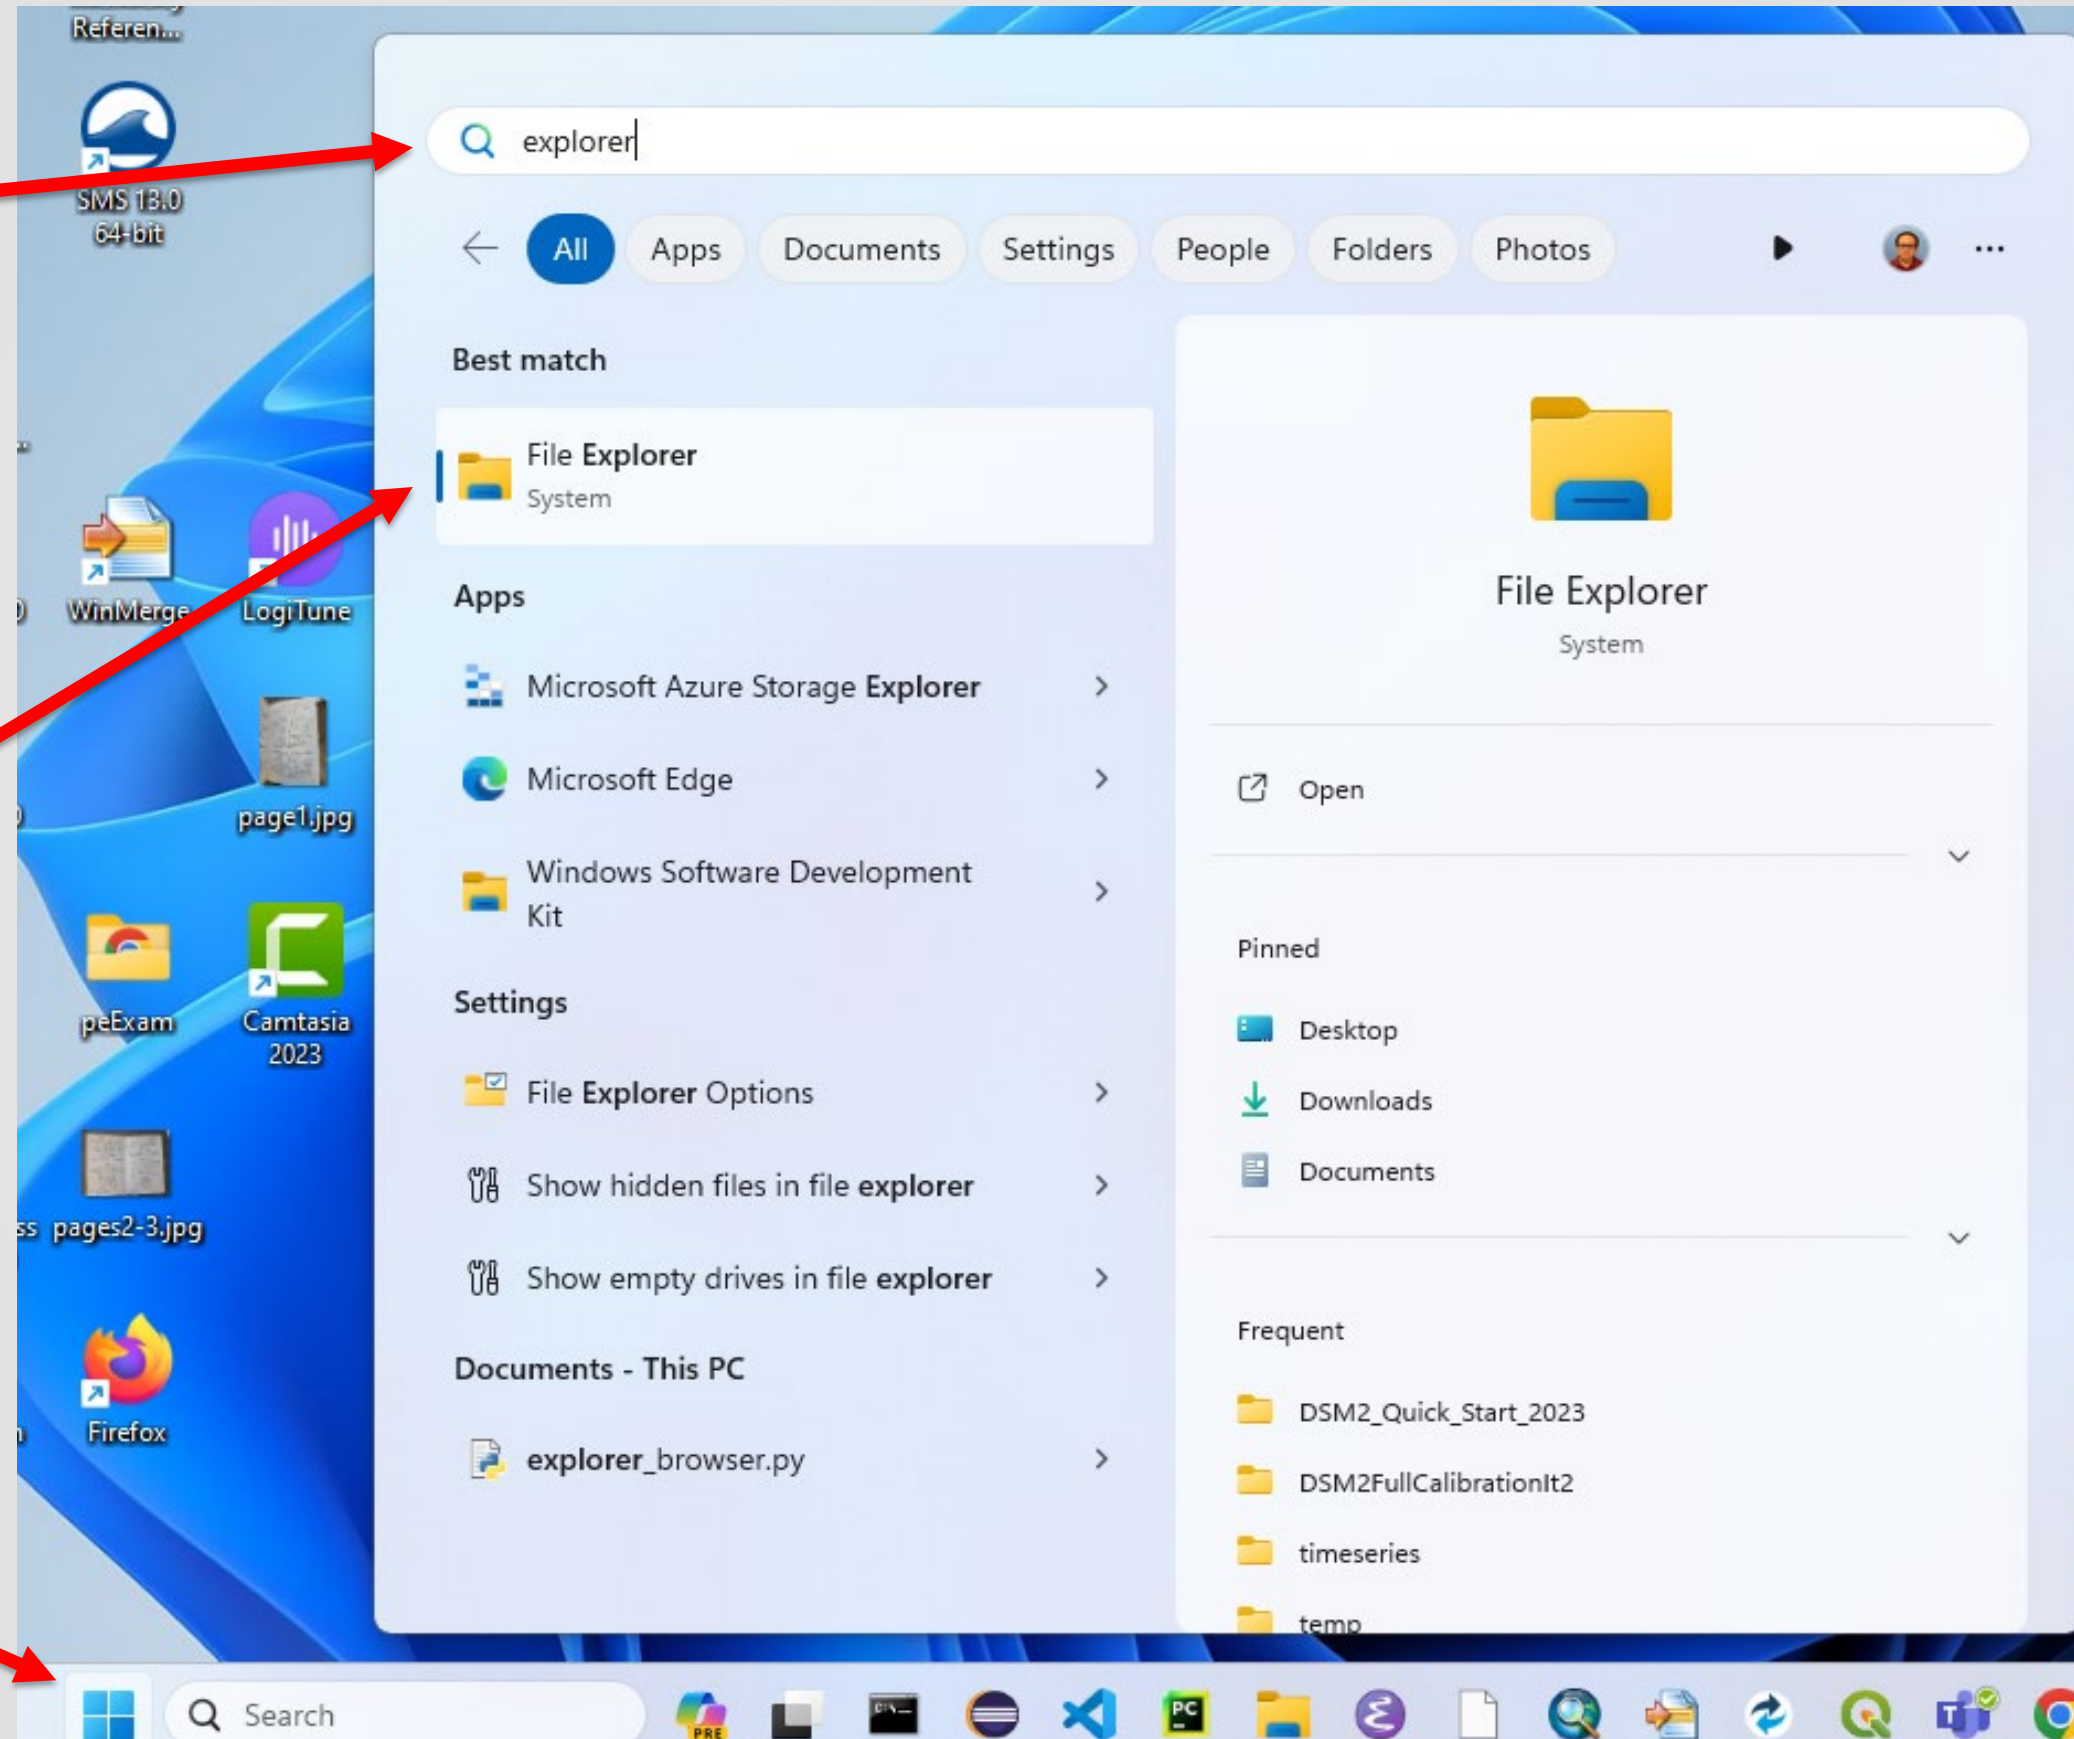 Referen...
SMS 13.0
64-bit
WinMerge
LogiTune
page1.jpg
peExam
Camtasia
2023
ss
pages2-3.jpg
Firefox
explorer
All
Apps
Documents
Settings
People
Folders
Photos
Best match
File Explorer
System
Apps
Microsoft Azure Storage Explorer
Microsoft Edge
Windows Software Development
Kit
Settings
File Explorer Options
Show hidden files in file explorer
Show empty drives in file explorer
Documents - This PC
explorer_browser.py
File Explorer
System
Open
Pinned
Desktop
Downloads
Documents
Frequent
DSM2_Quick_Start_2023
DSM2FullCalibrationIt2
timeseries
temp
Search
PRE
PC
T